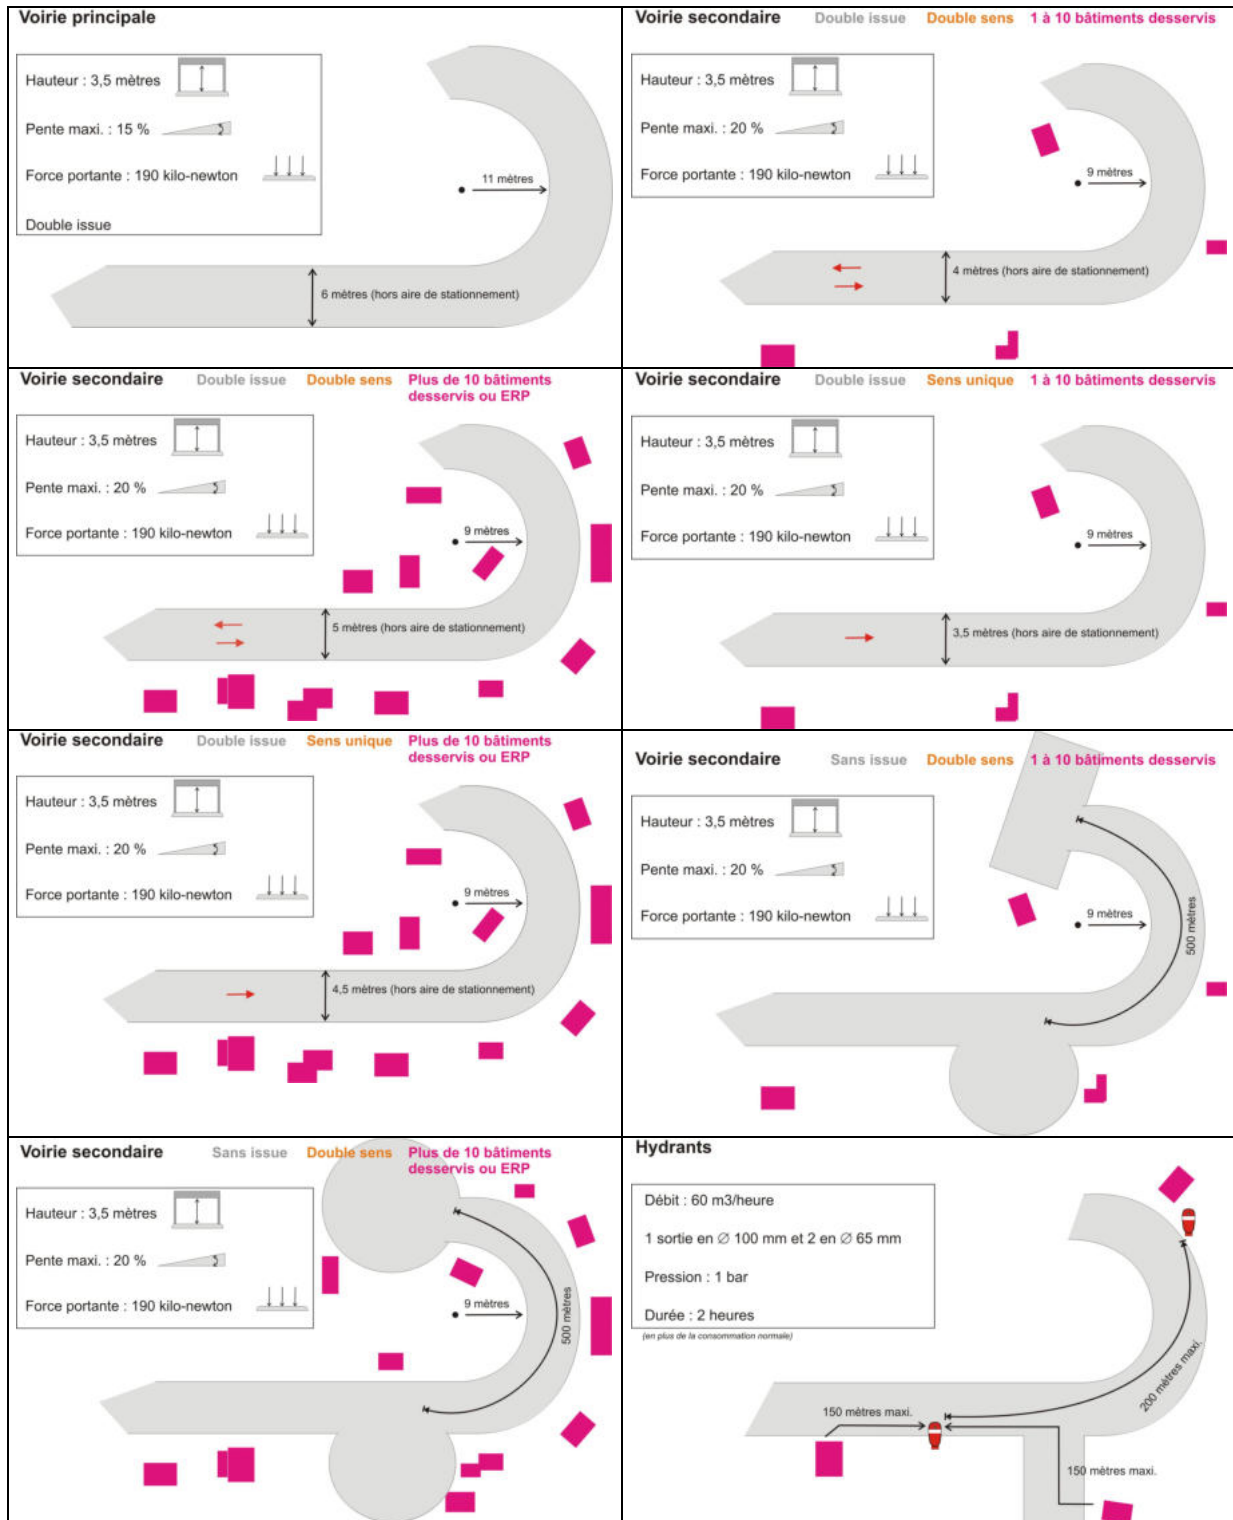 Voirie principale
Hauteur : 3,5 mètres
Pente maxi. : 15 %
Force portante : 190 kilo-newton
Double issue
11 mètres
6 mètres (hors aire de stationnement)
Voirie secondaire Double issue Double sens 1 à 10 bâtiments desservis
Hauteur : 3,5 mètres
Pente maxi. : 20 %
Force portante : 190 kilo-newton
9 mètres
4 mètres (hors aire de stationnement)
Voirie secondaire Double issue Double sens Plus de 10 bâtiments
desservis ou ERP
Hauteur : 3,5 mètres
Pente maxi. : 20 %
Force portante : 190 kilo-newton
9 mètres
5 mètres (hors aire de stationnement)
Voirie secondaire Double issue Sens unique 1 à 10 bâtiments desservis
Hauteur : 3,5 mètres
Pente maxi. : 20 %
Force portante : 190 kilo-newton
9 mètres
3,5 mètres (hors aire de stationnement)
Voirie secondaire Double issue Sens unique Plus de 10 bâtiments
desservis ou ERP
Hauteur : 3,5 mètres
Pente maxi. : 20 %
Force portante : 190 kilo-newton
9 mètres
4,5 mètres (hors aire de stationnement)
Voirie secondaire Sans issue Double sens 1 à 10 bâtiments desservis
Hauteur : 3,5 mètres
Pente maxi. : 20 %
Force portante : 190 kilo-newton
9 mètres
500 mètres
Voirie secondaire Sans issue Double sens Plus de 10 bâtiments
desservis ou ERP
Hauteur : 3,5 mètres
Pente maxi. : 20 %
Force portante : 190 kilo-newton
9 mètres
500 mètres
Hydrants
Débit : 60 m3/heure
1 sortie en ∅ 100 mm et 2 en ∅ 65 mm
Pression : 1 bar
Durée : 2 heures
(en plus de la consommation normale)
200 mètres maxi.
150 mètres maxi.
150 mètres maxi.